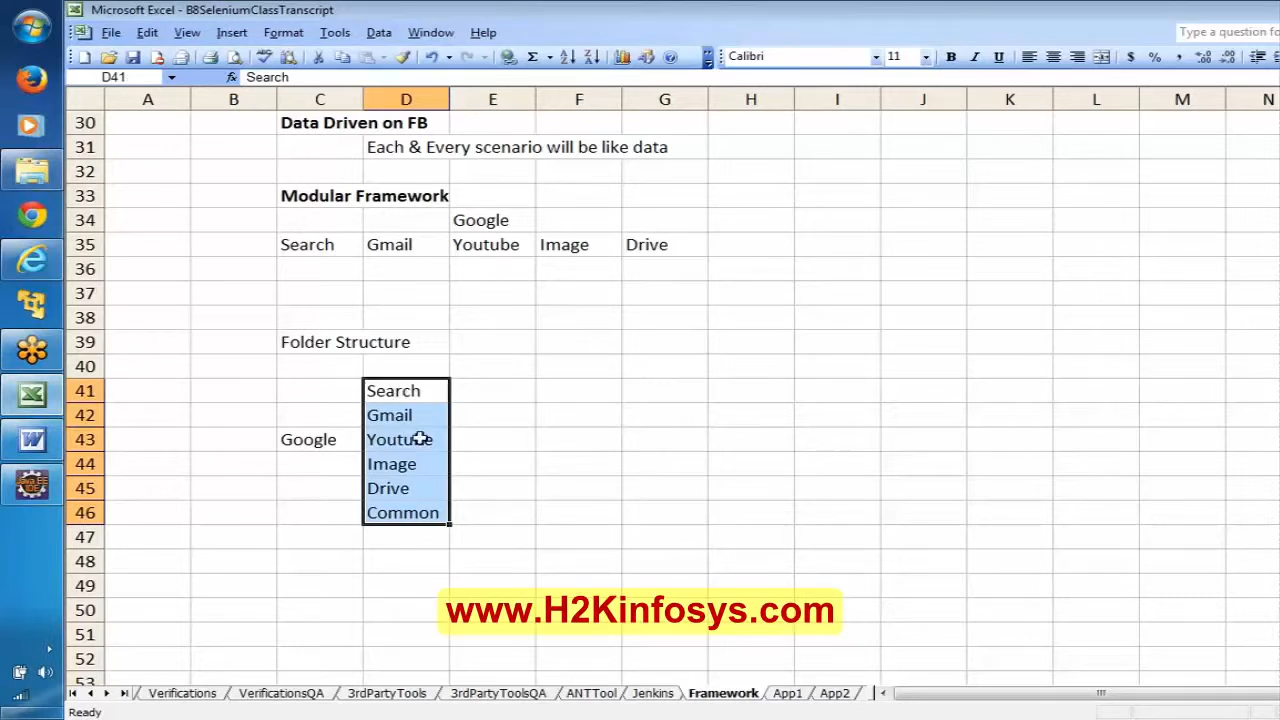 Microsoft Excel - B8SeleniumClassTranscript
File Edit View Insert Format Tools Data Window Help
Type a question fo
Calibri 11 B I U $ % ,
D41 fx Search
A B C D E F G H I J K L M N
30 Data Driven on FB
31 Each & Every scenario will be like data
32
33 Modular Framework
34 Google
35 Search Gmail Youtube Image Drive
36
37
38
39 Folder Structure
40
41 Search
42 Gmail
43 Google Youtube
44 Image
45 Drive
46 Common
47
48
49
50
51
52
53
www.H2Kinfosys.com
Verifications VerificationsQA 3rdPartyTools 3rdPartyToolsQA ANTTool Jenkins Framework App1 App2
Ready